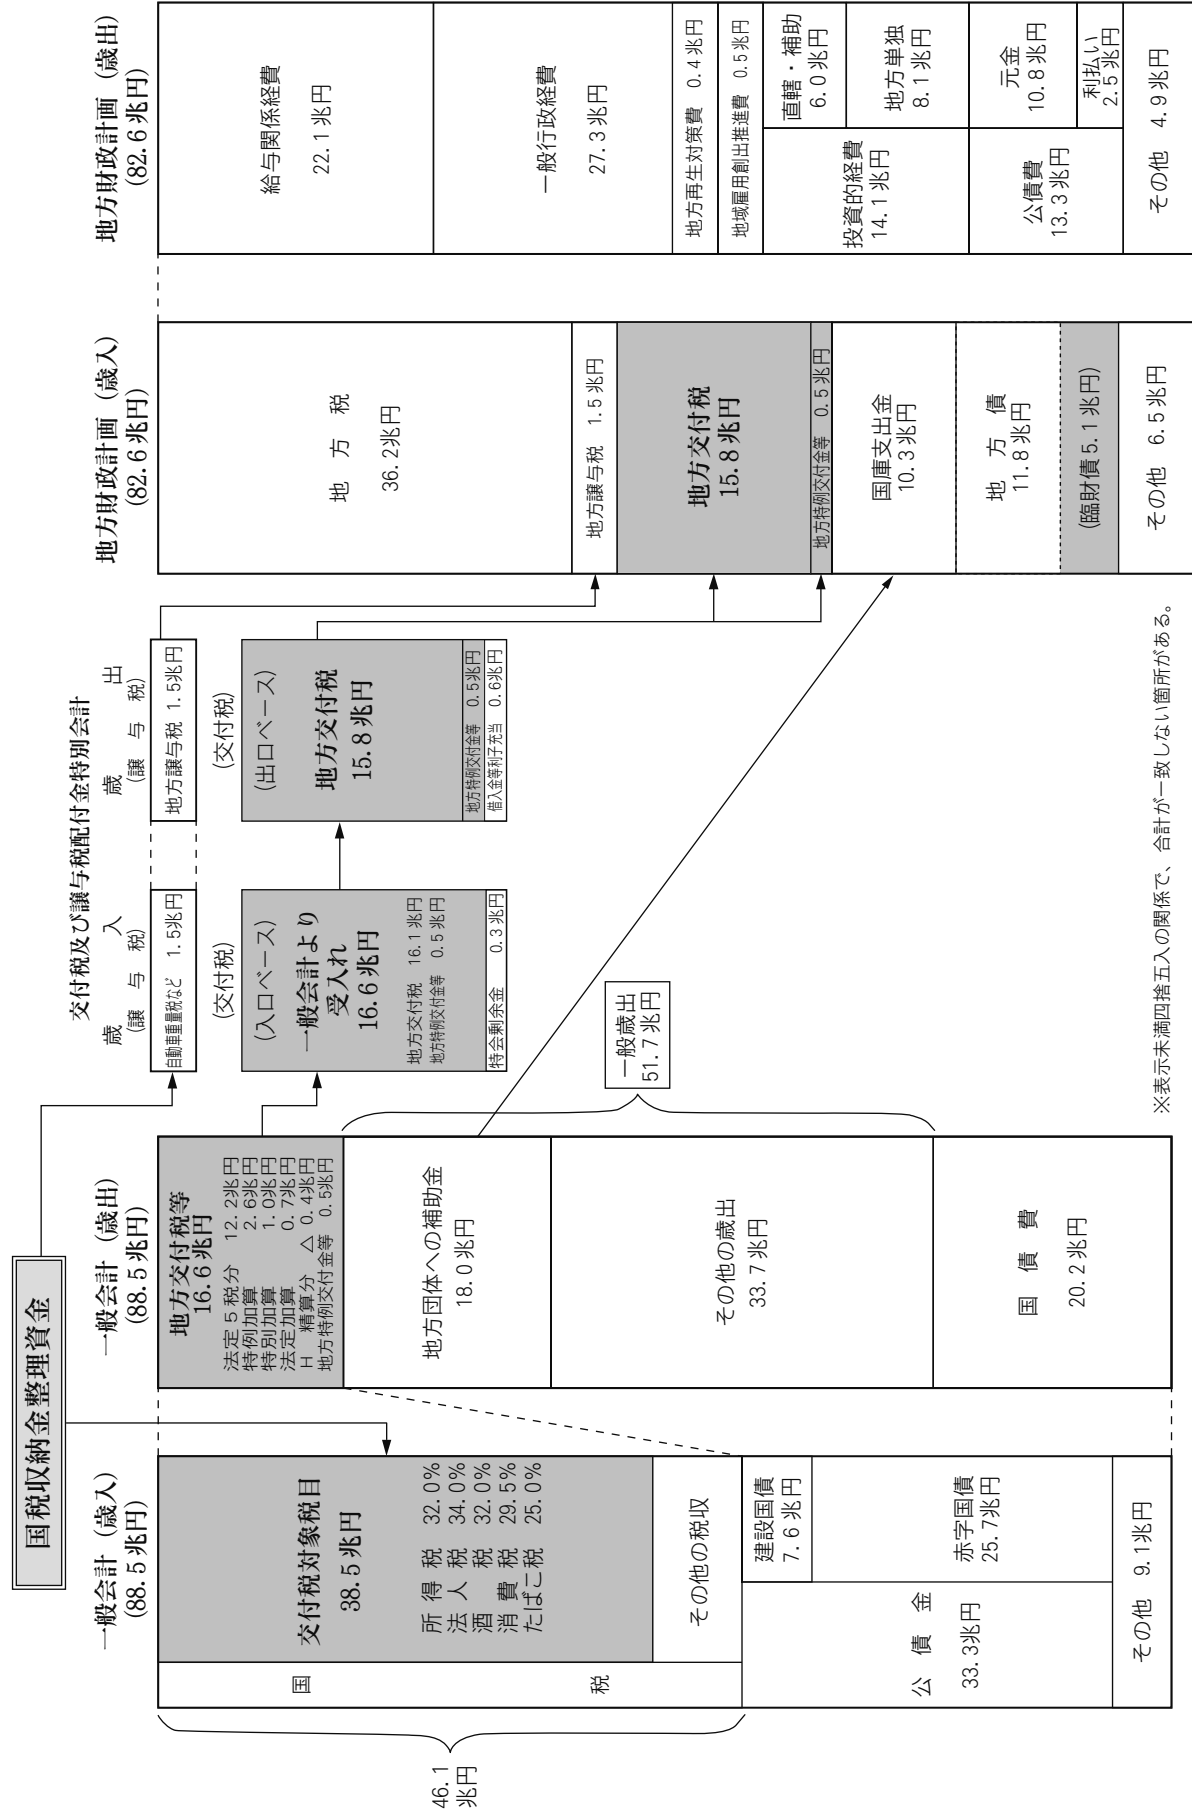 国税収納金整理資金
一般会計（歳入）
(88.5兆円)
46.1
兆円
国税
交付税対象税目
38.5兆円
所得税 32.0%
法人税 34.0%
酒税 32.0%
消費税 29.5%
たばこ税 25.0%
その他の税収
公債金
33.3兆円
建設国債
7.6兆円
赤字国債
25.7兆円
その他 9.1兆円
一般会計（歳出）
(88.5兆円)
地方交付税等
16.6兆円
法定5税分 12.2兆円
特例加算 2.6兆円
特別加算 1.0兆円
法定加算 0.7兆円
H 精算分 △0.4兆円
地方特例交付金等 0.5兆円
地方団体への補助金
18.0兆円
その他の歳出
33.7兆円
国債費
20.2兆円
一般歳出
51.7兆円
交付税及び譲与税配付金特別会計
歳入
(譲与税)
自動車重量税など 1.5兆円
(交付税)
(入口ベース)
一般会計より
受入れ
16.6兆円
地方交付税 16.1兆円
地方特例交付金等 0.5兆円
特会剰余金 0.3兆円
歳出
(譲与税)
地方譲与税 1.5兆円
(交付税)
(出口ベース)
地方交付税
15.8兆円
地方特例交付金等 0.5兆円
借入金等利子充当 0.6兆円
地方財政計画（歳入）
(82.6兆円)
地方税
36.2兆円
地方譲与税 1.5兆円
地方交付税
15.8兆円
地方特例交付金等 0.5兆円
国庫支出金
10.3兆円
地方債
11.8兆円
(臨財債5.1兆円)
その他 6.5兆円
地方財政計画（歳出）
(82.6兆円)
給与関係経費
22.1兆円
一般行政経費
27.3兆円
地方再生対策費 0.4兆円
地域雇用創出推進費 0.5兆円
投資的経費
14.1兆円
直轄・補助
6.0兆円
地方単独
8.1兆円
公債費
13.3兆円
元金
10.8兆円
利払い
2.5兆円
その他 4.9兆円
※表示未満四捨五入の関係で、合計が一致しない箇所がある。